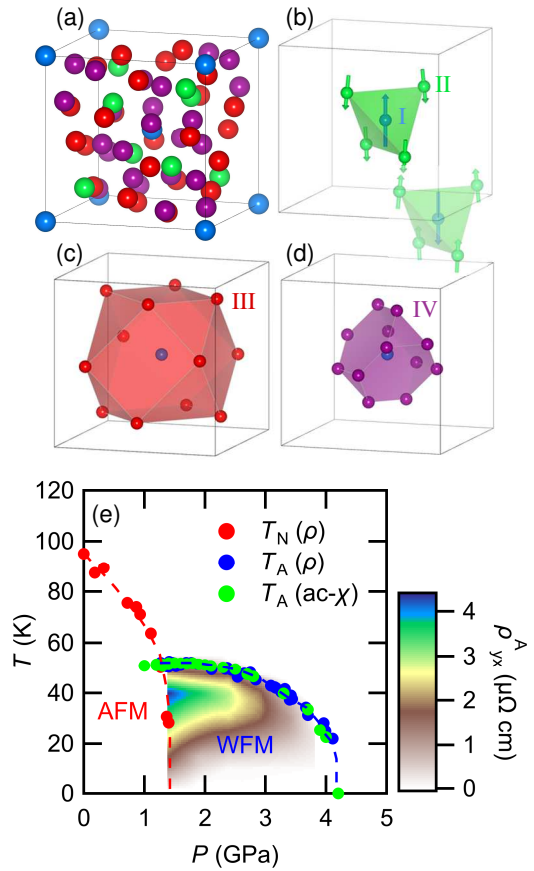 (a)
(b)
II
I
(c)
III
(d)
IV
(e)
T_N (ρ)
T_A (ρ)
T_A (ac-χ)
AFM
WFM
120
100
80
60
40
20
0
T (K)
0 1 2 3 4 5
P (GPa)
4
3
2
1
0
ρ^A_yx (μΩ cm)